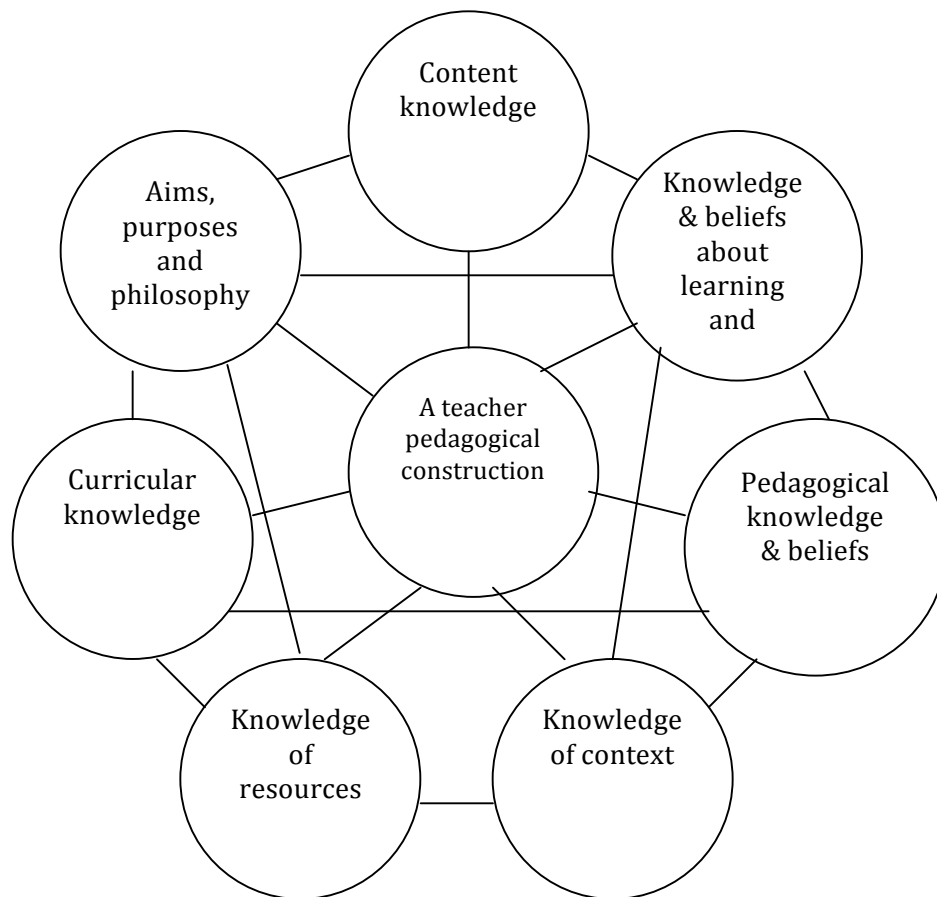 Content
knowledge
Aims,
purposes
and
philosophy
Knowledge
& beliefs
about
learning
and
A teacher
pedagogical
construction
Curricular
knowledge
Pedagogical
knowledge
& beliefs
Knowledge
of
resources
Knowledge
of context